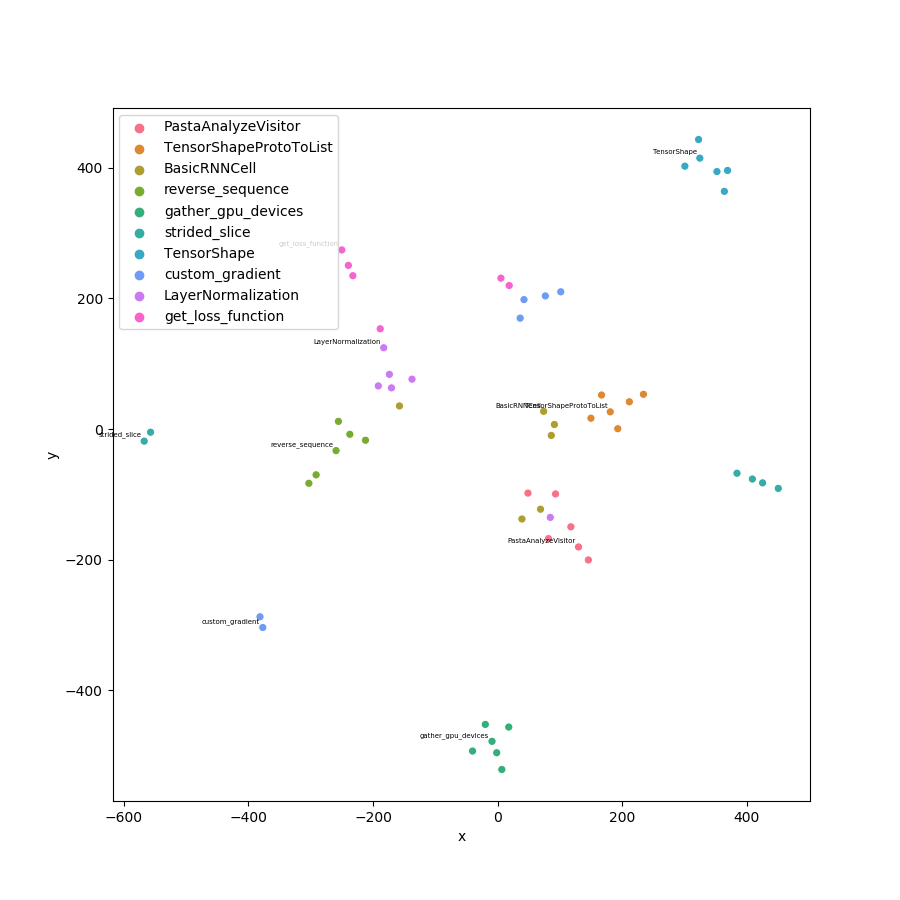 PastaAnalyzeVisitor
TensorShapeProtoToList
BasicRNNCell
reverse_sequence
gather_gpu_devices
strided_slice
TensorShape
custom_gradient
LayerNormalization
get_loss_function
TensorShape
get_loss_function
LayerNormalization
BasicRNNCell
TensorShapeProtoToList
strided_slice
reverse_sequence
PastaAnalyzeVisitor
custom_gradient
gather_gpu_devices
400
200
0
−200
−400
y
−600
−400
−200
0
200
400
x